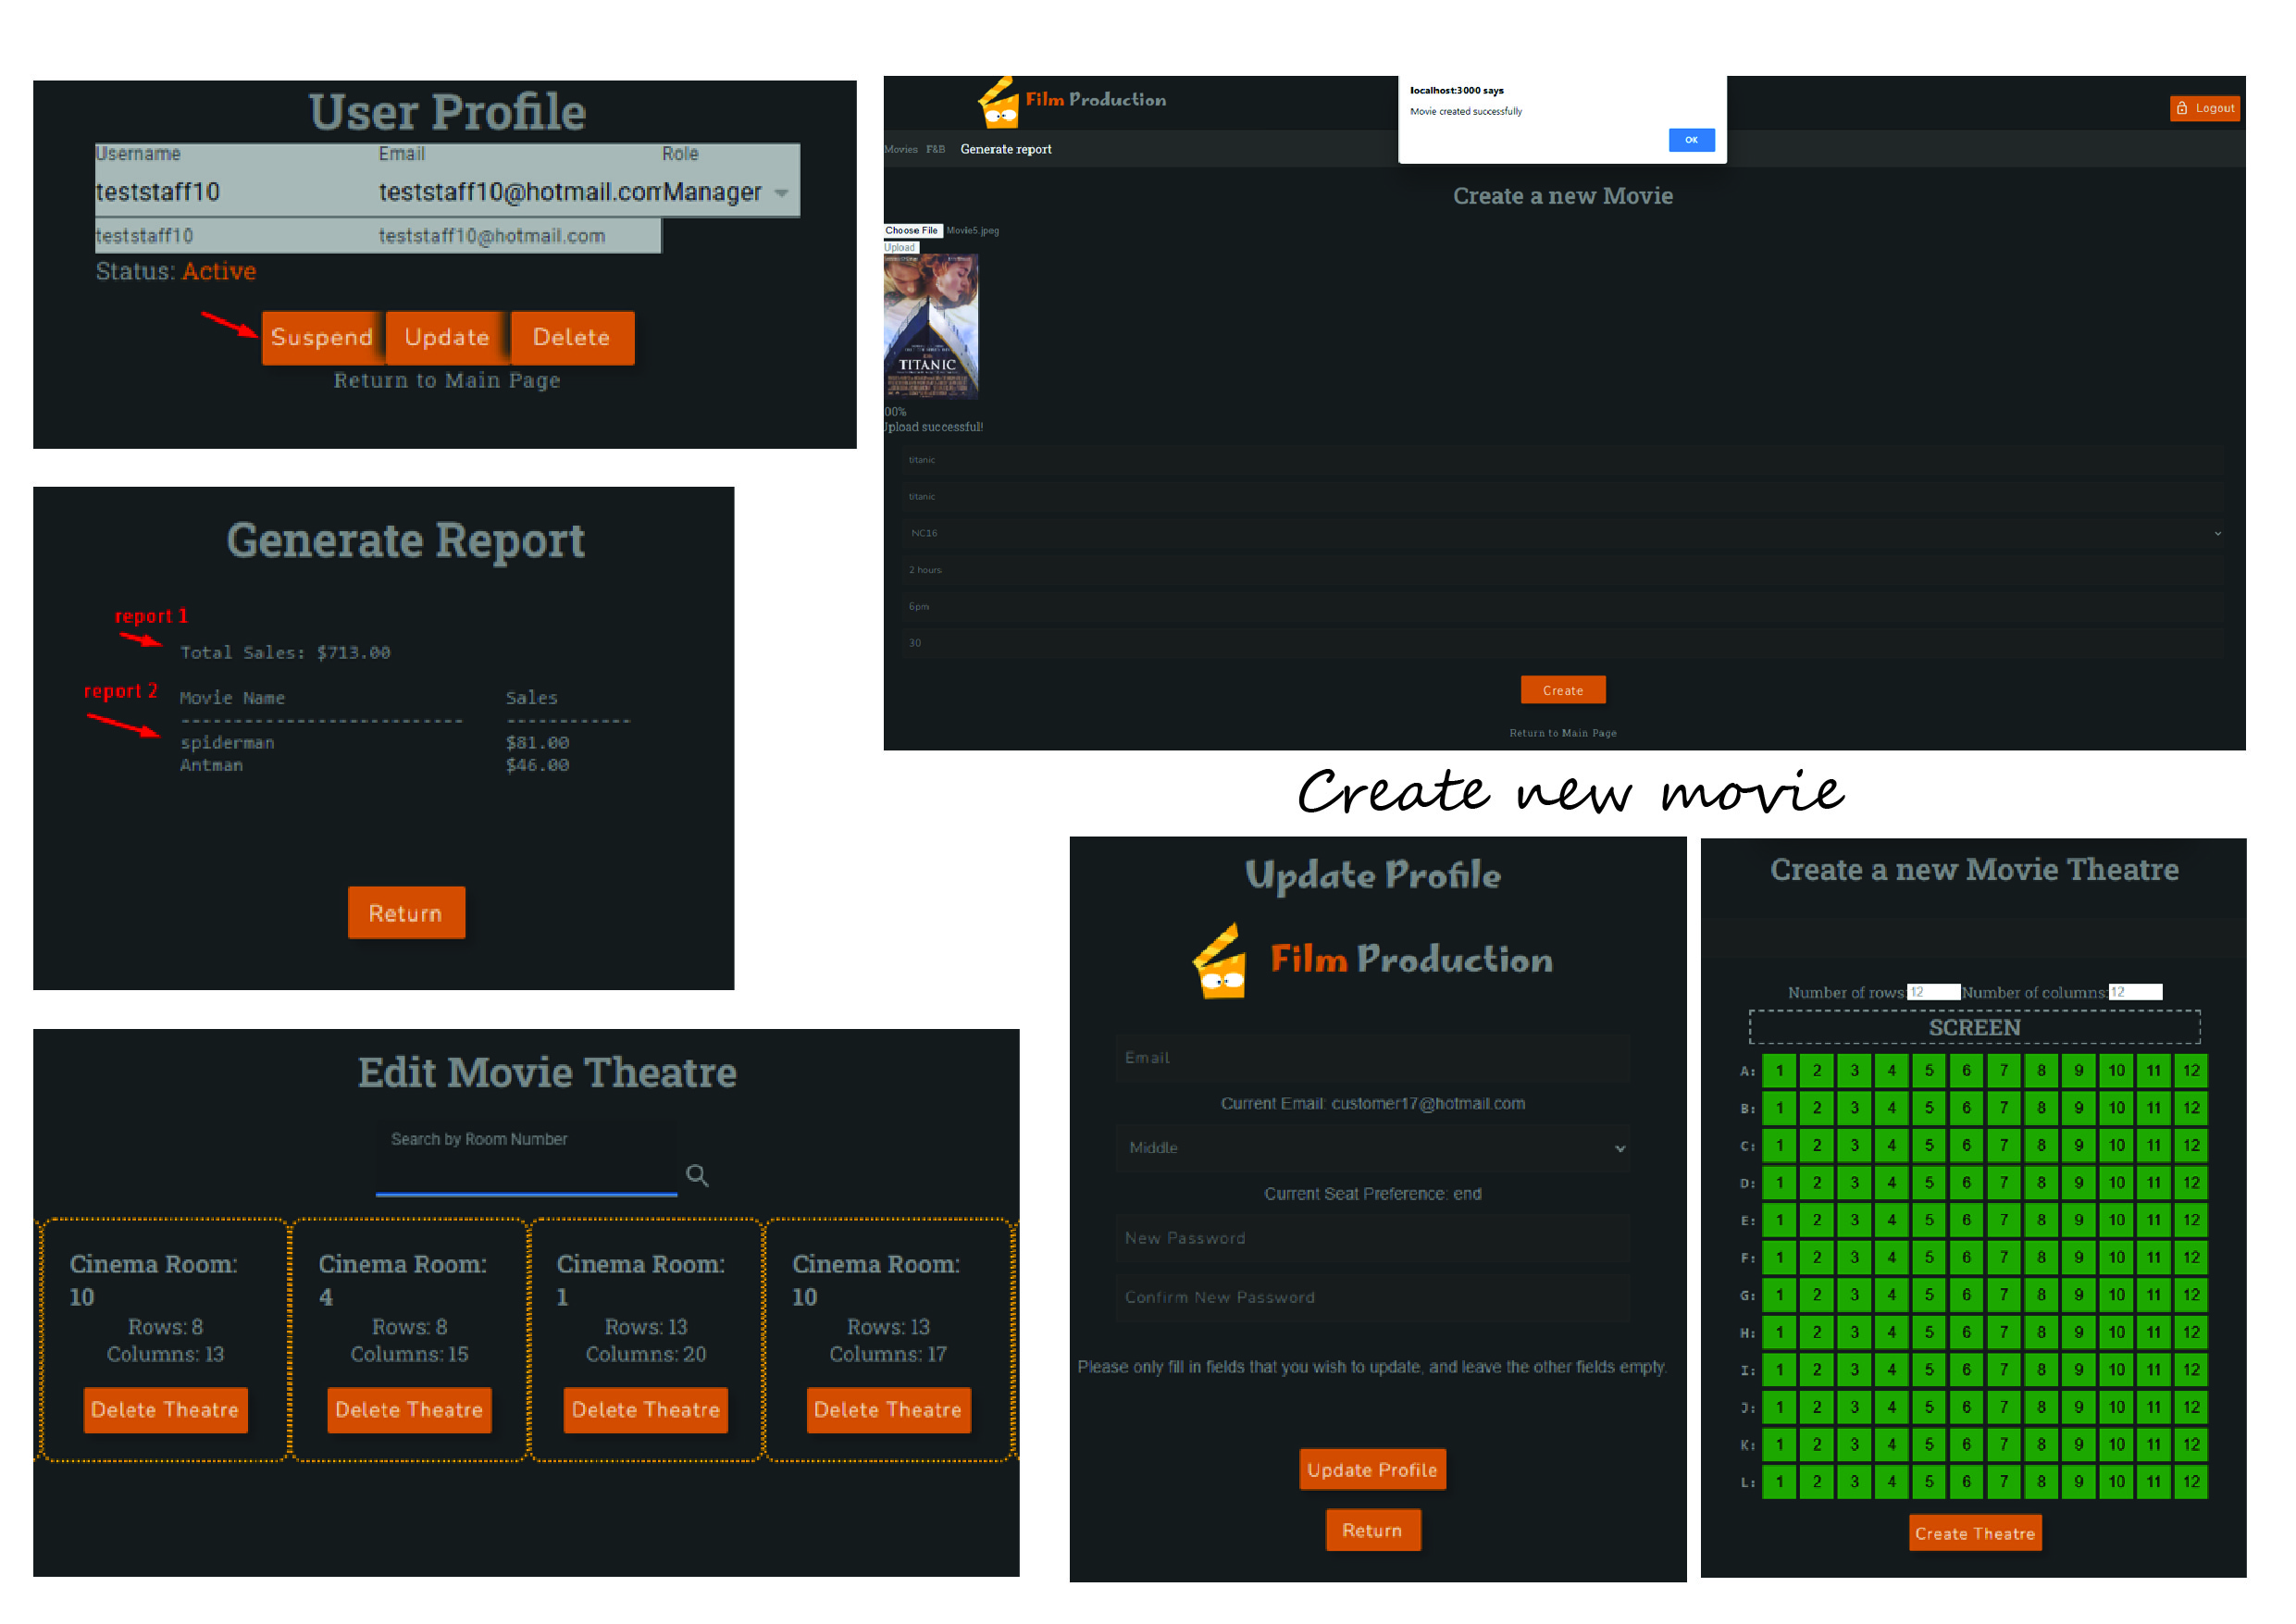 User Profile
Username Email Role
teststaff10 teststaff10@hotmail.com Manager
teststaff10 teststaff10@hotmail.com
Status: Active
Suspend Update Delete
Return to Main Page
Film Production
localhost:3000 says
Movie created successfully
OK
Logout
Movies F&B Generate report
Create a new Movie
Choose File Movie5.jpeg
Upload
TITANIC
00%
Upload successful!
titanic
titanic
NC16
2 hours
6pm
30
Create
Return to Main Page
Create new movie
Generate Report
report 1
Total Sales: $713.00
report 2
Movie Name Sales
--------------------------- ------------
spiderman $81.00
Antman $46.00
Return
Edit Movie Theatre
Search by Room Number
Cinema Room: 10
Rows: 8
Columns: 13
Delete Theatre
Cinema Room: 4
Rows: 8
Columns: 15
Delete Theatre
Cinema Room: 1
Rows: 13
Columns: 20
Delete Theatre
Cinema Room: 10
Rows: 13
Columns: 17
Delete Theatre
Update Profile
Film Production
Email
Current Email: customer17@hotmail.com
Middle
Current Seat Preference: end
New Password
Confirm New Password
Please only fill in fields that you wish to update, and leave the other fields empty.
Update Profile
Return
Create a new Movie Theatre
Number of rows: 12 Number of columns: 12
SCREEN
A: 1 2 3 4 5 6 7 8 9 10 11 12
B: 1 2 3 4 5 6 7 8 9 10 11 12
C: 1 2 3 4 5 6 7 8 9 10 11 12
D: 1 2 3 4 5 6 7 8 9 10 11 12
E: 1 2 3 4 5 6 7 8 9 10 11 12
F: 1 2 3 4 5 6 7 8 9 10 11 12
G: 1 2 3 4 5 6 7 8 9 10 11 12
H: 1 2 3 4 5 6 7 8 9 10 11 12
I: 1 2 3 4 5 6 7 8 9 10 11 12
J: 1 2 3 4 5 6 7 8 9 10 11 12
K: 1 2 3 4 5 6 7 8 9 10 11 12
L: 1 2 3 4 5 6 7 8 9 10 11 12
Create Theatre